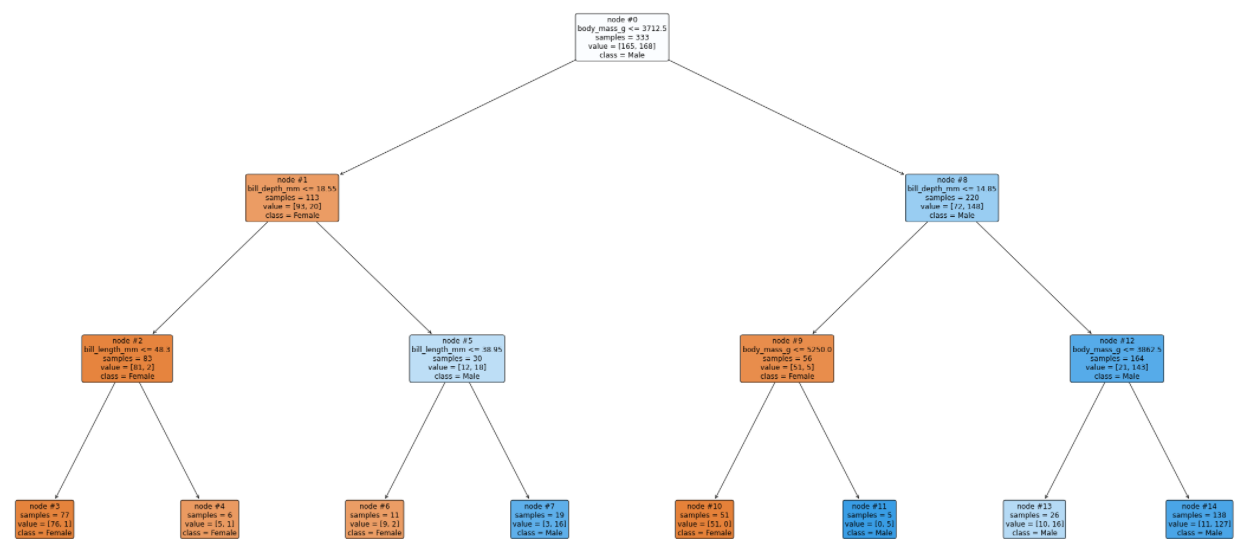 node #0
body_mass_g <= 3712.5
samples = 333
value = [165, 168]
class = Male
node #1
bill_depth_mm <= 18.55
samples = 113
value = [93, 20]
class = Female
node #8
bill_depth_mm <= 14.85
samples = 220
value = [72, 148]
class = Male
node #2
bill_length_mm <= 48.3
samples = 83
value = [81, 2]
class = Female
node #5
bill_length_mm <= 38.95
samples = 30
value = [12, 18]
class = Male
node #9
body_mass_g <= 5250.0
samples = 56
value = [51, 5]
class = Female
node #12
body_mass_g <= 3862.5
samples = 164
value = [21, 143]
class = Male
node #3
samples = 77
value = [76, 1]
class = Female
node #4
samples = 6
value = [5, 1]
class = Female
node #6
samples = 11
value = [9, 2]
class = Female
node #7
samples = 19
value = [3, 16]
class = Male
node #10
samples = 51
value = [51, 0]
class = Female
node #11
samples = 5
value = [0, 5]
class = Male
node #13
samples = 26
value = [10, 16]
class = Male
node #14
samples = 138
value = [11, 127]
class = Male